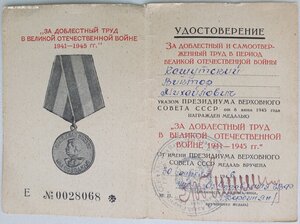 „ЗА ДОБЛЕСТНЫЙ ТРУД
В ВЕЛИКОЙ ОТЕЧЕСТВЕННОЙ ВОЙНЕ
1941—1945 гг."
Е № 0028068
УДОСТОВЕРЕНИЕ
ЗА ДОБЛЕСТНЫЙ И САМООТВЕР-
ЖЕННЫЙ ТРУД В ПЕРИОД
ВЕЛИКОЙ ОТЕЧЕСТВЕННОЙ ВОЙНЫ
Виктор
Михайлович
УКАЗОМ ПРЕЗИДИУМА ВЕРХОВНОГО
СОВЕТА СССР от 6 июня 1945 года
НАГРАЖДЕН МЕДАЛЬЮ
„ЗА ДОБЛЕСТНЫЙ ТРУД
В ВЕЛИКОЙ ОТЕЧЕСТВЕННОЙ
ВОЙНЕ 1941—1945 гг."
ОТ ИМЕНИ ПРЕЗИДИУМА ВЕРХОВНОГО
СОВЕТА СССР МЕДАЛЬ ВРУЧЕНА
30